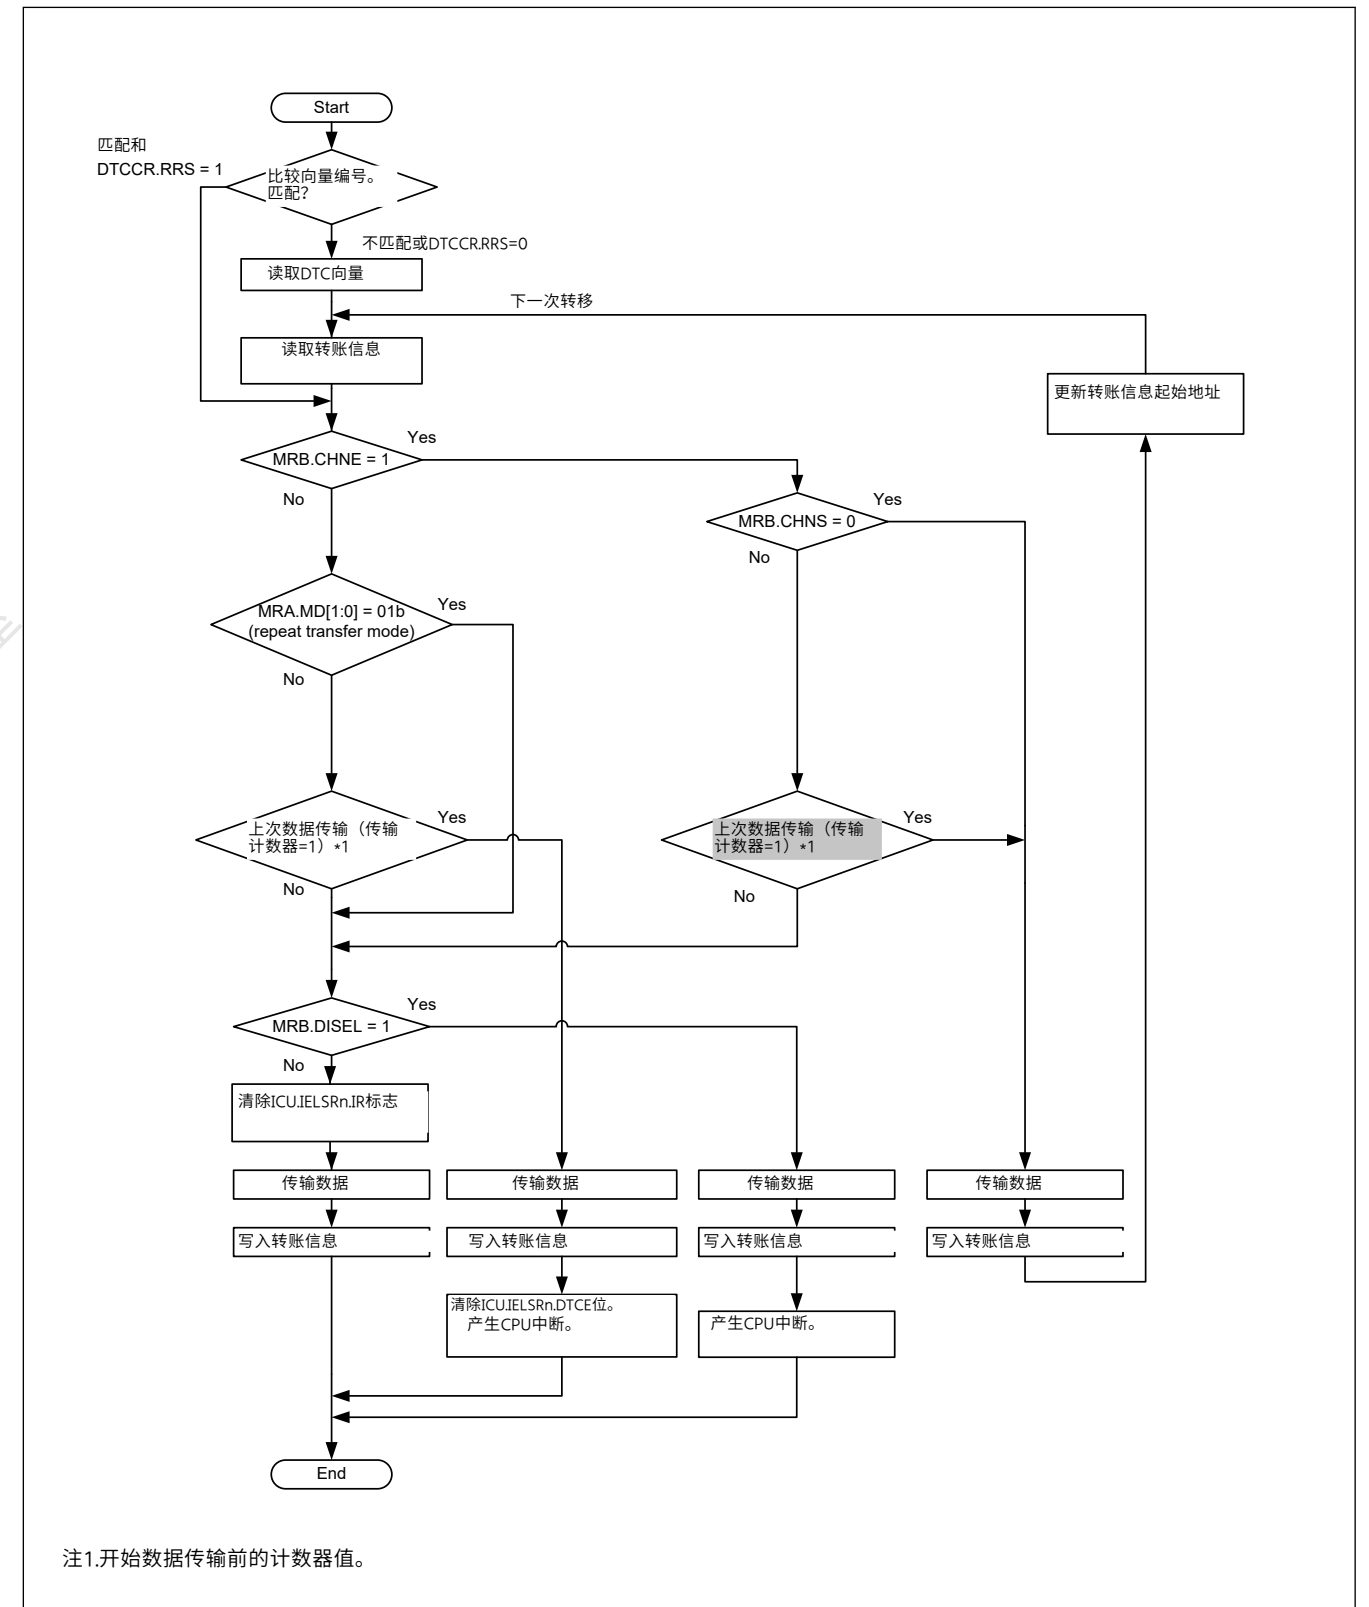 Start
匹配和
DTCCR.RRS = 1
比较向量编号。
匹配?
不匹配或DTCCR.RRS=0
读取DTC向量
下一次转移
读取转账信息
更新转账信息起始地址
Yes
MRB.CHNE = 1
No
Yes
MRB.CHNS = 0
No
MRA.MD[1:0] = 01b
(repeat transfer mode)
Yes
No
上次数据传输（传输
计数器=1）*1
Yes
No
上次数据传输（传输
计数器=1）*1
Yes
No
Yes
MRB.DISEL = 1
No
清除ICU.IELSRn.IR标志
传输数据
传输数据
传输数据
传输数据
写入转账信息
写入转账信息
写入转账信息
写入转账信息
清除ICU.IELSRn.DTCE位。
产生CPU中断。
产生CPU中断。
End
注1.开始数据传输前的计数器值。